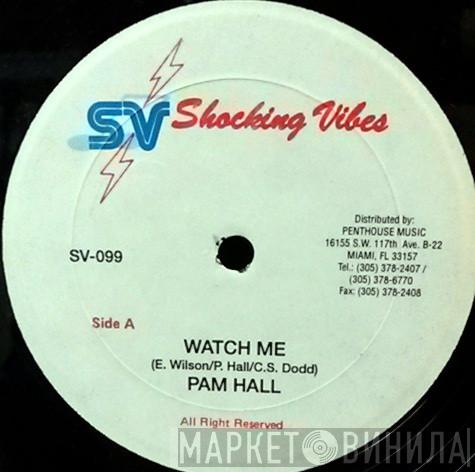 SV Shocking Vibes
Distributed by:
PENTHOUSE MUSIC
16155 S.W. 117th Ave. B-22
MIAMI, FL 33157
Tel.: (305) 378-2407 /
(305) 378-6770
Fax: (305) 378-2408
SV-099
Side A
WATCH ME
(E. Wilson/P. Hall/C.S. Dodd)
PAM HALL
All Right Reserved
МАРКЕТ ВИНИЛА!